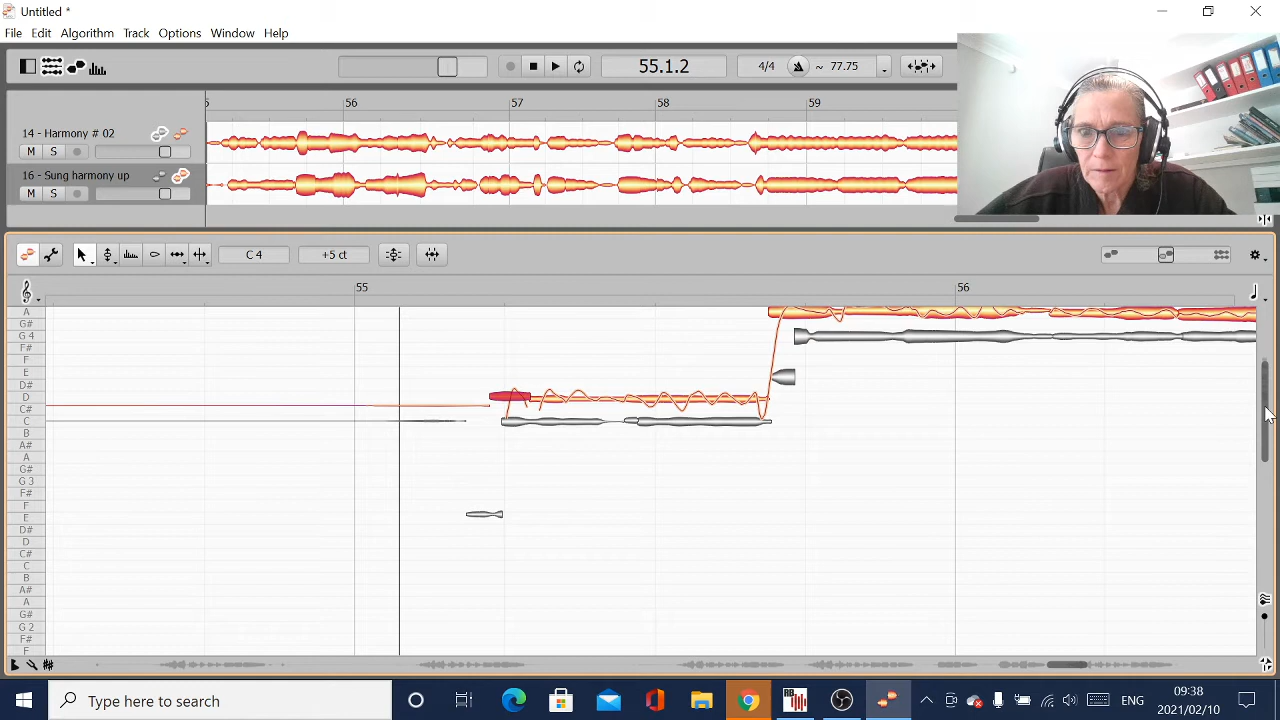 Untitled *
File Edit Algorithm Track Options Window Help
55.1.2 4/4 ~ 77.75
56 57 58 59
14 - Harmony # 02
M S
16 - Sung harmony up
M S
C 4 +5 ct
55 56
A
G#
G 4
F#
F
E
D#
D
C#
C
B
A#
A
G#
G 3
F#
F
E
D#
D
C#
C
B
A#
A
G#
G 2
F#
F
Type here to search
RB
ENG
09:38
2021/02/10